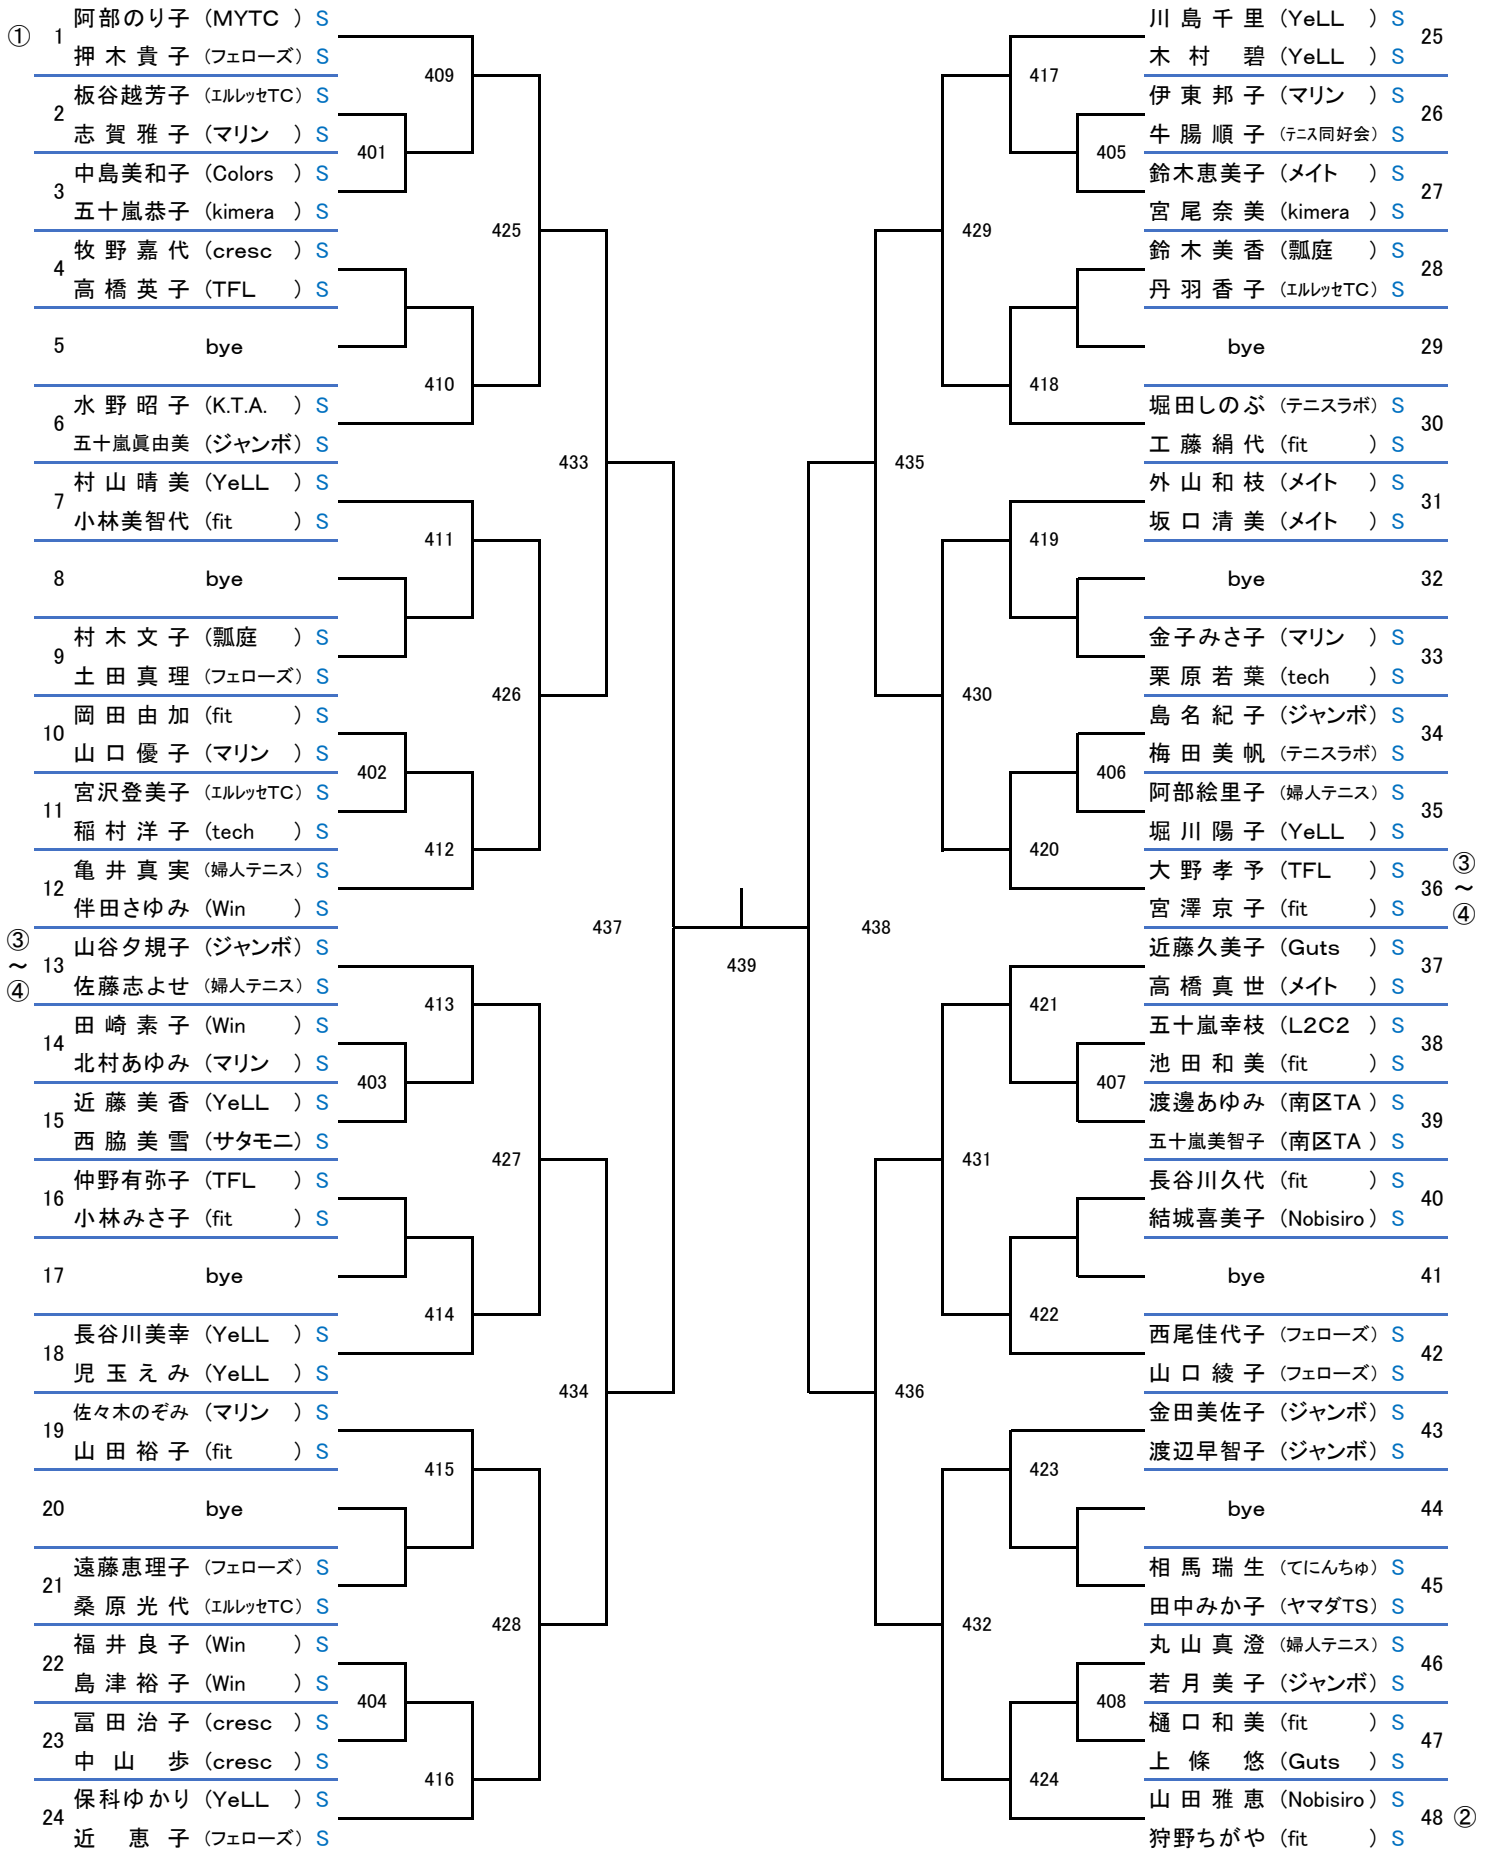 ① 1 阿部のり子 (MYTC) S
押木貴子 (フェローズ) S
2 板谷越芳子 (エルレッセTC) S
志賀雅子 (マリン) S
3 中島美和子 (Colors) S
五十嵐恭子 (kimera) S
4 牧野嘉代 (cresc) S
高橋英子 (TFL) S
5 bye
6 水野昭子 (K.T.A.) S
五十嵐眞由美 (ジャンボ) S
7 村山晴美 (YeLL) S
小林美智代 (fit) S
8 bye
9 村木文子 (瓢庭) S
土田真理 (フェローズ) S
10 岡田由加 (fit) S
山口優子 (マリン) S
11 宮沢登美子 (エルレッセTC) S
稲村洋子 (tech) S
12 亀井真実 (婦人テニス) S
伴田さゆみ (Win) S
③～④ 13 山谷夕規子 (ジャンボ) S
佐藤志よせ (婦人テニス) S
14 田崎素子 (Win) S
北村あゆみ (マリン) S
15 近藤美香 (YeLL) S
西脇美雪 (サタモニ) S
16 仲野有弥子 (TFL) S
小林みさ子 (fit) S
17 bye
18 長谷川美幸 (YeLL) S
児玉えみ (YeLL) S
19 佐々木のぞみ (マリン) S
山田裕子 (fit) S
20 bye
21 遠藤恵理子 (フェローズ) S
桑原光代 (エルレッセTC) S
22 福井良子 (Win) S
島津裕子 (Win) S
23 冨田治子 (cresc) S
中山歩 (cresc) S
24 保科ゆかり (YeLL) S
近恵子 (フェローズ) S
401
402
403
404
409
410
411
412
413
414
415
416
425
426
427
428
433
434
437
439
438
435
436
429
430
431
432
417
418
419
420
421
422
423
424
405
406
407
408
川島千里 (YeLL) S 25
木村碧 (YeLL) S
伊東邦子 (マリン) S 26
牛腸順子 (テニス同好会) S
鈴木恵美子 (メイト) S 27
宮尾奈美 (kimera) S
鈴木美香 (瓢庭) S 28
丹羽香子 (エルレッセTC) S
bye 29
堀田しのぶ (テニスラボ) S 30
工藤絹代 (fit) S
外山和枝 (メイト) S 31
坂口清美 (メイト) S
bye 32
金子みさ子 (マリン) S 33
栗原若葉 (tech) S
島名紀子 (ジャンボ) S 34
梅田美帆 (テニスラボ) S
阿部絵里子 (婦人テニス) S 35
堀川陽子 (YeLL) S
大野孝予 (TFL) S 36 ③～④
宮澤京子 (fit) S
近藤久美子 (Guts) S 37
高橋真世 (メイト) S
五十嵐幸枝 (L2C2) S 38
池田和美 (fit) S
渡邊あゆみ (南区TA) S 39
五十嵐美智子 (南区TA) S
長谷川久代 (fit) S 40
結城喜美子 (Nobisiro) S
bye 41
西尾佳代子 (フェローズ) S 42
山口綾子 (フェローズ) S
金田美佐子 (ジャンボ) S 43
渡辺早智子 (ジャンボ) S
bye 44
相馬瑞生 (てにんちゅ) S 45
田中みか子 (ヤマダTS) S
丸山真澄 (婦人テニス) S 46
若月美子 (ジャンボ) S
樋口和美 (fit) S 47
上條悠 (Guts) S
山田雅恵 (Nobisiro) S 48 ②
狩野ちがや (fit) S